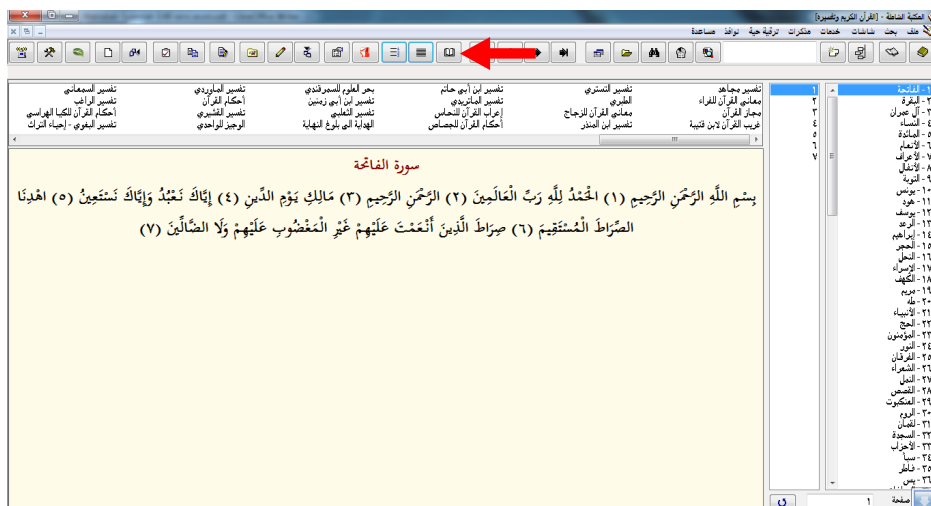 المكتبة الشاملة - [القرآن الكريم وتفسيره]
ملف بحث شاشات خدمات مذكرات ترقية حية نوافذ مساعدة
١ - الفاتحة
٢ - البقرة
٣ - آل عمران
٤ - النساء
٥ - المائدة
٦ - الأنعام
٧ - الأعراف
٨ - الأنفال
٩ - التوبة
١٠ - يونس
١١ - هود
١٢ - يوسف
١٣ - الرعد
١٤ - إبراهيم
١٥ - الحجر
١٦ - النحل
١٧ - الإسراء
١٨ - الكهف
١٩ - مريم
٢٠ - طه
٢١ - الأنبياء
٢٢ - الحج
٢٣ - المؤمنون
٢٤ - النور
٢٥ - الفرقان
٢٦ - الشعراء
٢٧ - النمل
٢٨ - القصص
٢٩ - العنكبوت
٣٠ - الروم
٣١ - لقمان
٣٢ - السجدة
٣٣ - الأحزاب
٣٤ - سبأ
٣٥ - فاطر
٣٦ - يس
صفحة ١
١
٢
٣
٤
٥
٦
٧
تفسير مجاهد تفسير التستري تفسير ابن أبي حاتم بحر العلوم للسمرقندي تفسير الماوردي تفسير السمعاني
معاني القرآن للفراء الطبري تفسير الماتريدي تفسير ابن أبي زمنين أحكام القرآن تفسير الراغب
مجاز القرآن معاني القرآن للزجاج إعراب القرآن للنحاس تفسير الثعلبي تفسير القشيري أحكام القرآن للكيا الهراسي
غريب القرآن لابن قتيبة تفسير ابن المنذر أحكام القرآن للجصاص الهداية الى بلوغ النهاية الوجيز للواحدي تفسير البغوي - إحياء التراث
سورة الفاتحة
بِسْمِ اللَّهِ الرَّحْمَنِ الرَّحِيمِ (١) الْحَمْدُ لِلَّهِ رَبِّ الْعَالَمِينَ (٢) الرَّحْمَنِ الرَّحِيمِ (٣) مَالِكِ يَوْمِ الدِّينِ (٤) إِيَّاكَ نَعْبُدُ وَإِيَّاكَ نَسْتَعِينُ (٥) اهْدِنَا
الصِّرَاطَ الْمُسْتَقِيمَ (٦) صِرَاطَ الَّذِينَ أَنْعَمْتَ عَلَيْهِمْ غَيْرِ الْمَغْضُوبِ عَلَيْهِمْ وَلَا الضَّالِّينَ (٧)